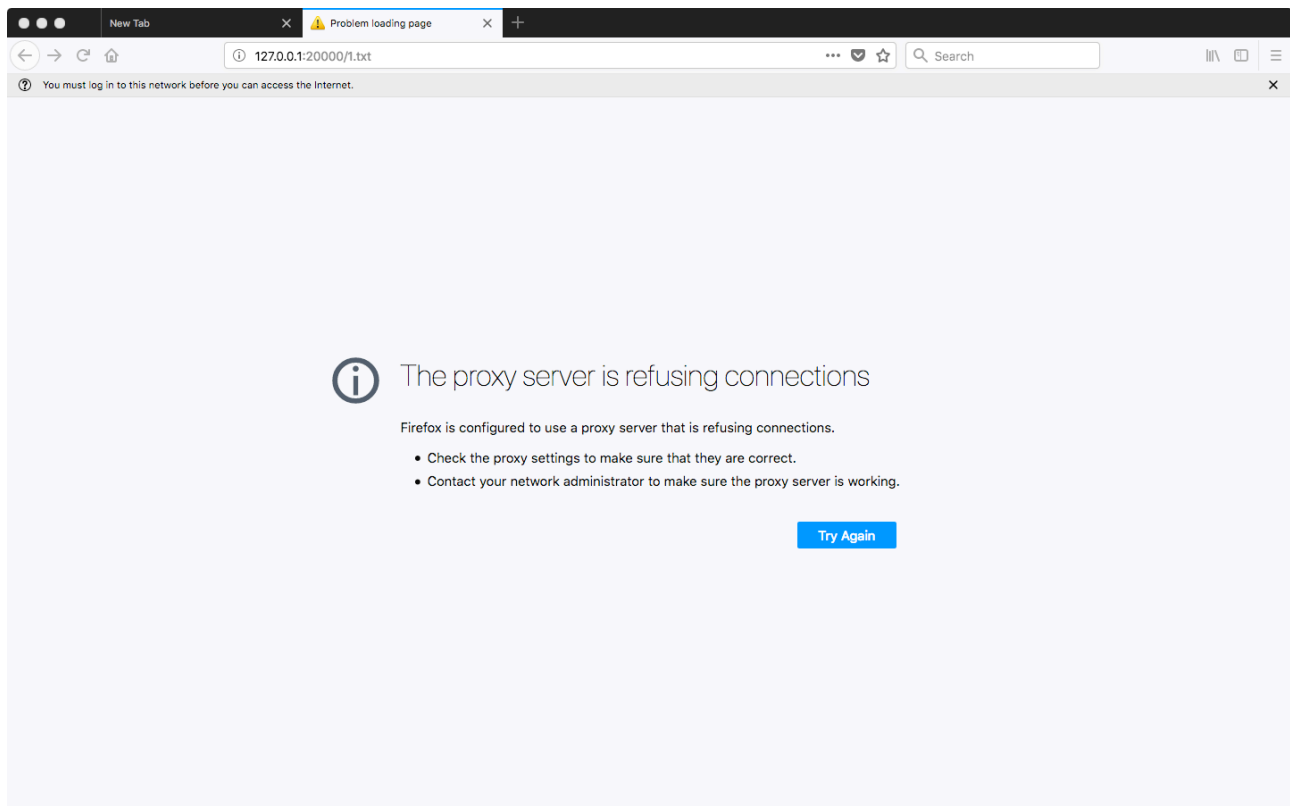 New Tab
Problem loading page
127.0.0.1:20000/1.txt
Search
You must log in to this network before you can access the Internet.
The proxy server is refusing connections
Firefox is configured to use a proxy server that is refusing connections.
• Check the proxy settings to make sure that they are correct.
• Contact your network administrator to make sure the proxy server is working.
Try Again